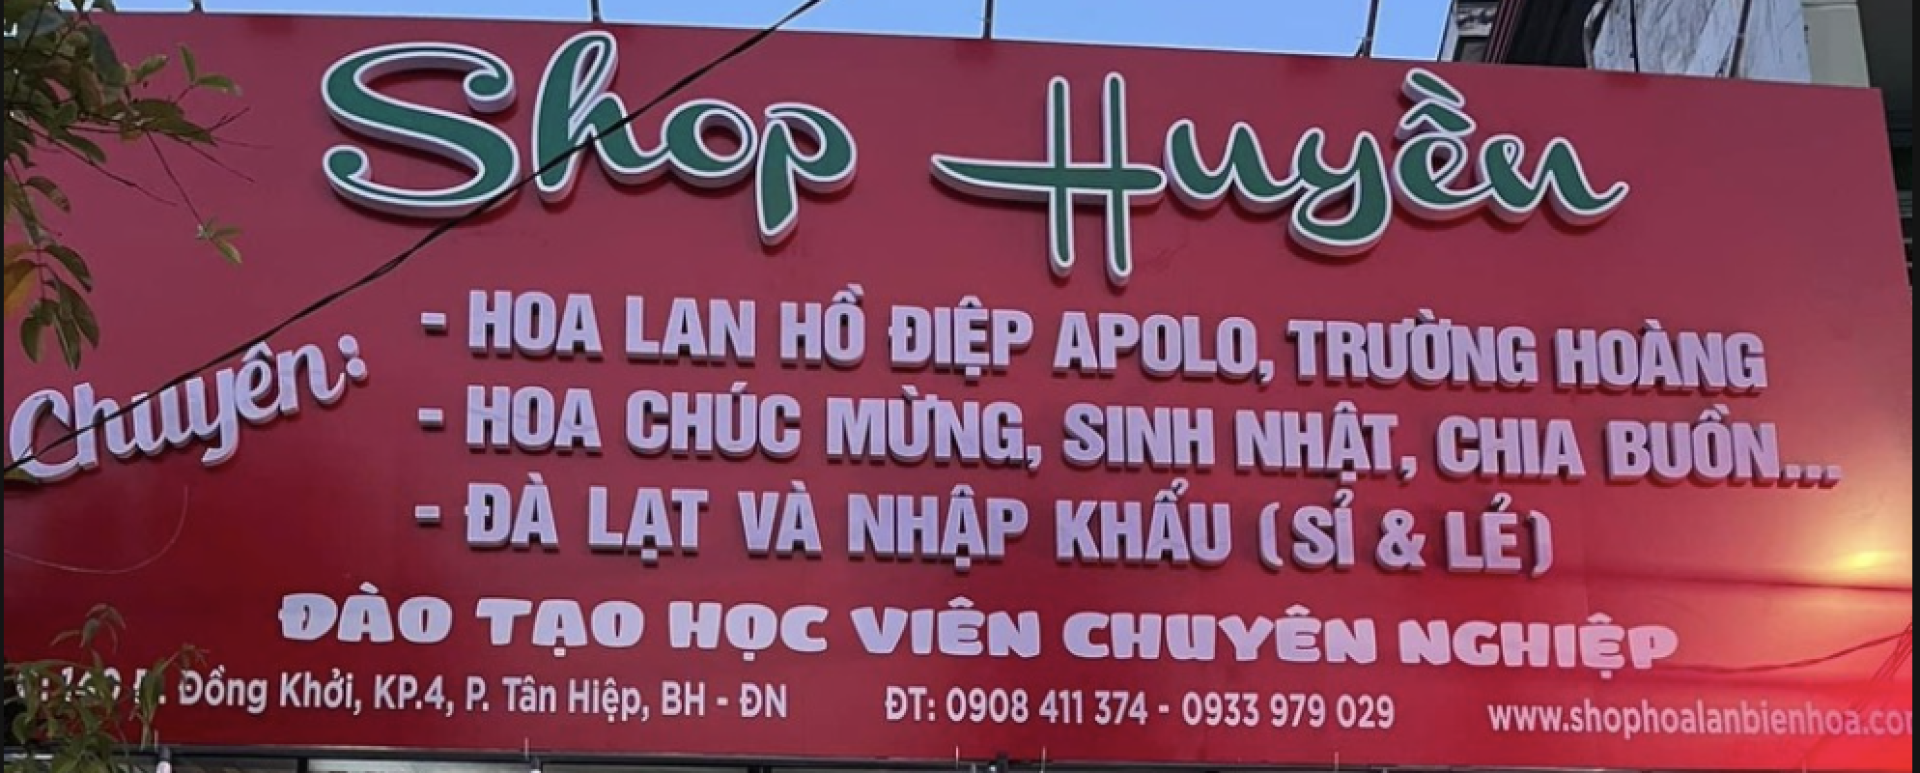 Shop Huyền
Chuyên:
- HOA LAN HỒ ĐIỆP APOLO, TRƯỜNG HOÀNG
- HOA CHÚC MỪNG, SINH NHẬT, CHIA BUỒN...
- ĐÀ LẠT VÀ NHẬP KHẨU (SỈ & LẺ)
ĐÀO TẠO HỌC VIÊN CHUYÊN NGHIỆP
Đồng Khởi, KP.4, P. Tân Hiệp, BH - ĐN
ĐT: 0908 411 374 - 0933 979 029
www.shophoalanbienhoa.co